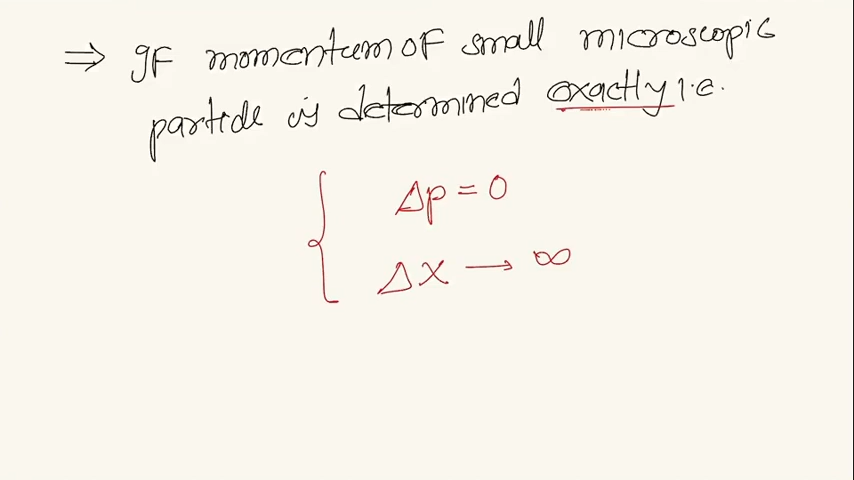 ⇒ If momentum of small microscopic
particle is determined exactly i.e.
Δp = 0
Δx → ∞